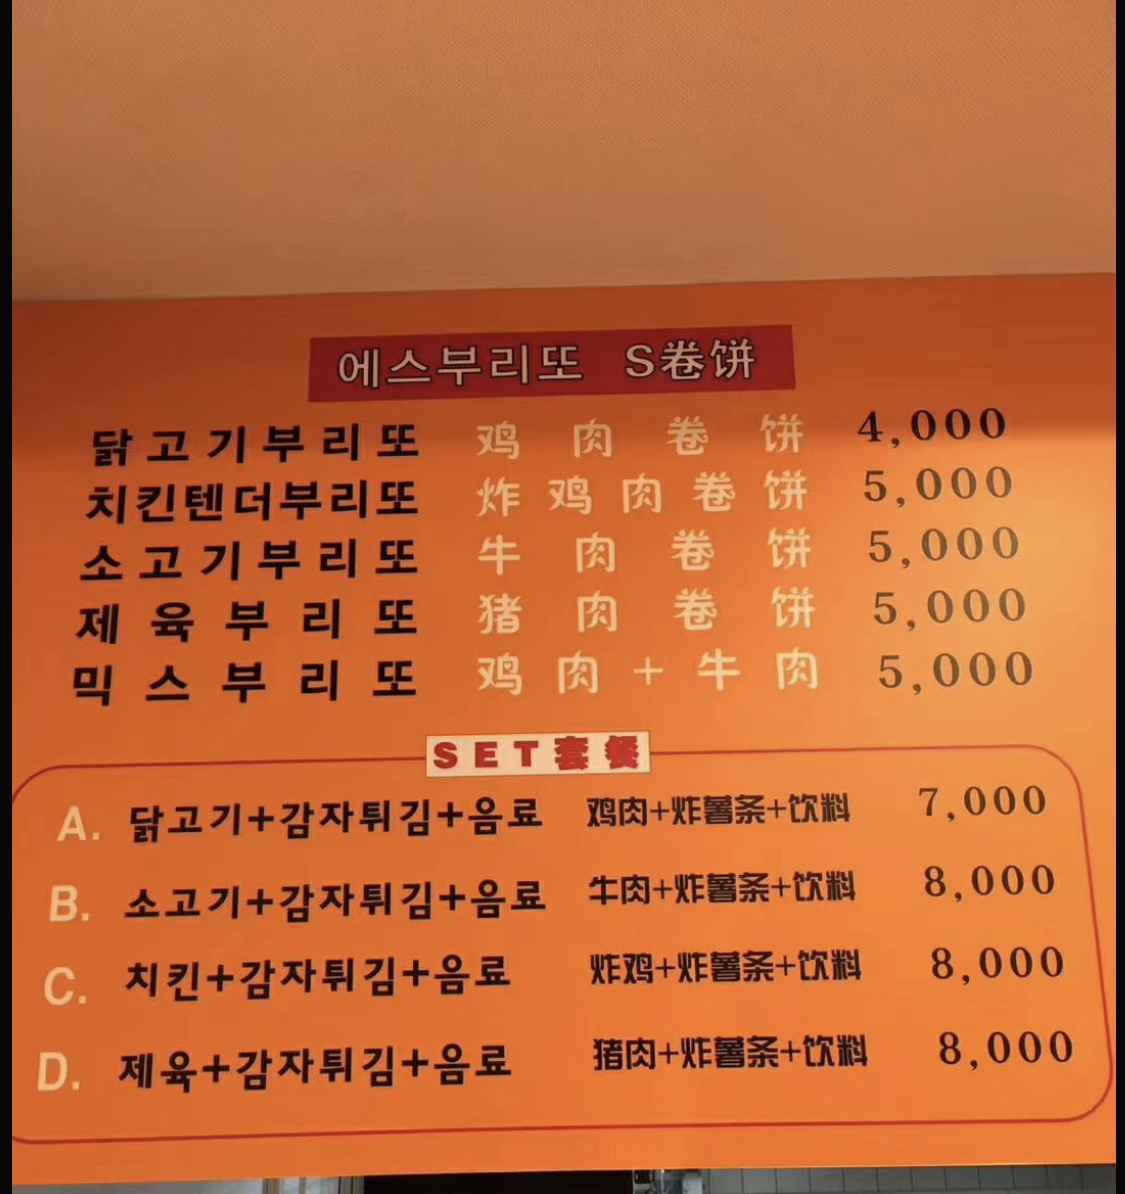 에스부리또 S卷饼
닭고기부리또 鸡肉卷饼 4,000
치킨텐더부리또 炸鸡肉卷饼 5,000
소고기부리또 牛肉卷饼 5,000
제육부리또 猪肉卷饼 5,000
믹스부리또 鸡肉+牛肉 5,000
SET套餐
A. 닭고기+감자튀김+음료 鸡肉+炸薯条+饮料 7,000
B. 소고기+감자튀김+음료 牛肉+炸薯条+饮料 8,000
C. 치킨+감자튀김+음료 炸鸡+炸薯条+饮料 8,000
D. 제육+감자튀김+음료 猪肉+炸薯条+饮料 8,000